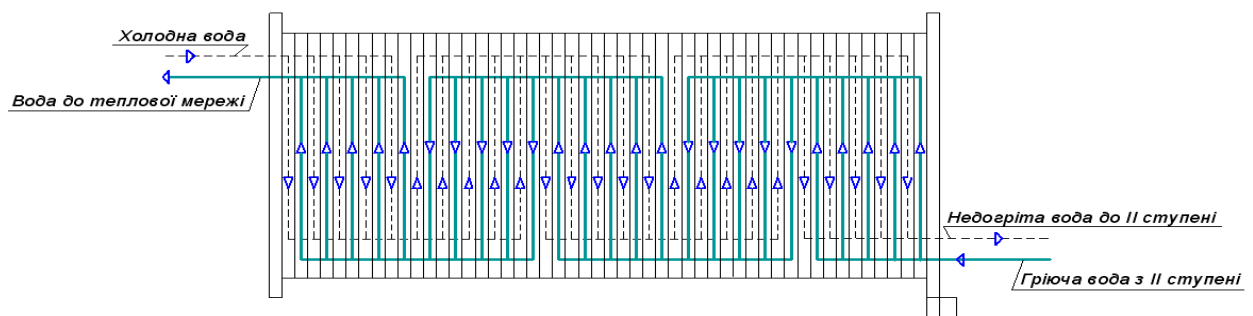 Холодна вода
Вода до теплової мережі
Недогріта вода до II ступені
Гріюча вода з II ступені